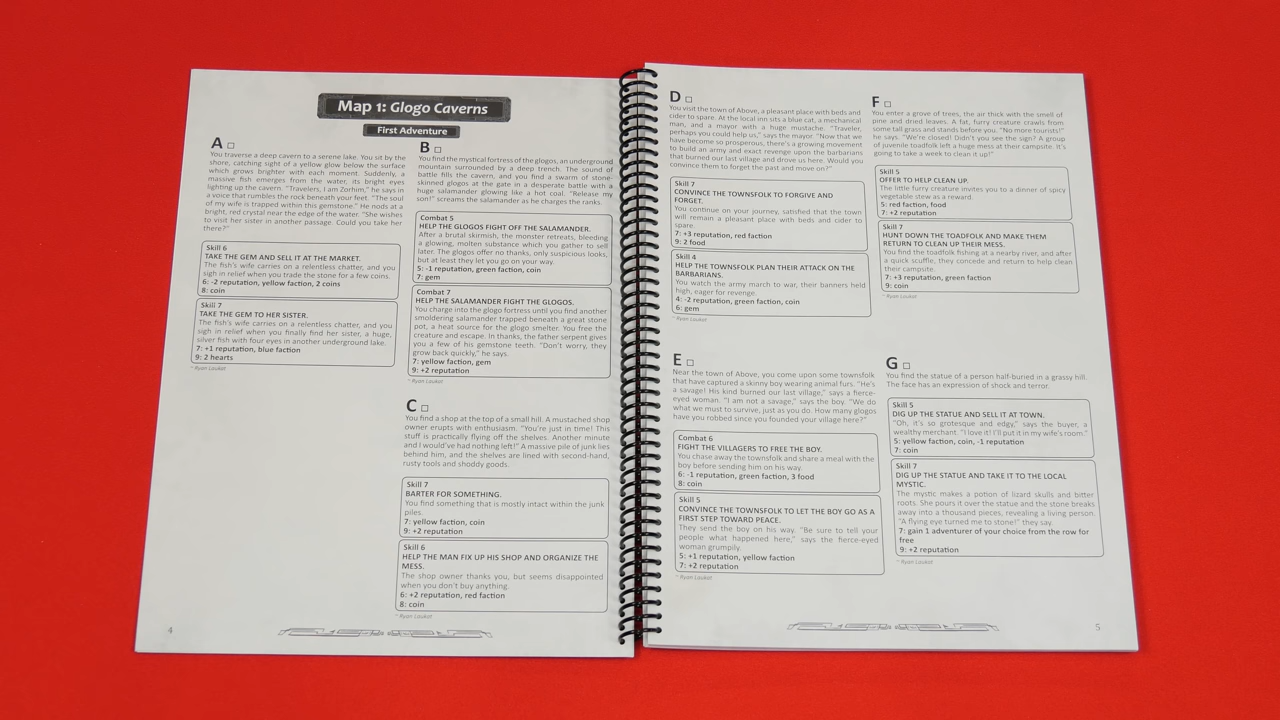 Map 1: Glogo Caverns
First Adventure
A □
You traverse a deep cavern to a serene lake. You sit by the
shore, catching sight of a yellow glow below the surface
which grows brighter with each moment. Suddenly, a
massive fish emerges from the water, its bright eyes
lighting up the cavern. "Travelers, I am Zorhim," he says in
a voice that rumbles the rock beneath your feet. "The soul
of my wife is trapped within this gemstone." He nods at a
bright, red crystal near the edge of the water. "She wishes
to visit her sister in another passage. Could you take her
there?"
Skill 6
TAKE THE GEM AND SELL IT AT THE MARKET.
The fish's wife carries on a relentless chatter, and you
sigh in relief when you trade the stone for a few coins.
6: -2 reputation, yellow faction, 2 coins
8: coin
Skill 7
TAKE THE GEM TO HER SISTER.
The fish's wife carries on a relentless chatter, and you
sigh in relief when you finally find her sister, a huge,
silver fish with four eyes in another underground lake.
7: +1 reputation, blue faction
9: 2 hearts
~ Ryan Laukat
B □
You find the mystical fortress of the glogos, an underground
mountain surrounded by a deep trench. The sound of
battle fills the cavern, and you find a swarm of stone-
skinned glogos at the gate in a desperate battle with a
huge salamander glowing like a hot coal. "Release my
son!" screams the salamander as he charges the ranks.
Combat 5
HELP THE GLOGOS FIGHT OFF THE SALAMANDER.
After a brutal skirmish, the monster retreats, bleeding
a glowing, molten substance which you gather to sell
later. The glogos offer no thanks, only suspicious looks,
but at least they let you go on your way.
5: -1 reputation, green faction, coin
7: gem
Combat 7
HELP THE SALAMANDER FIGHT THE GLOGOS.
You charge into the glogo fortress until you find another
smoldering salamander trapped beneath a great stone
pot, a heat source for the glogo smelter. You free the
creature and escape. In thanks, the father serpent gives
you a few of his gemstone teeth. "Don't worry, they
grow back quickly," he says.
7: yellow faction, gem
9: +2 reputation
~ Ryan Laukat
C □
You find a shop at the top of a small hill. A mustached shop
owner erupts with enthusiasm. "You're just in time! This
stuff is practically flying off the shelves. Another minute
and I would've had nothing left!" A massive pile of junk lies
behind him, and the shelves are lined with second-hand,
rusty tools and shoddy goods.
Skill 7
BARTER FOR SOMETHING.
You find something that is mostly intact within the junk
piles.
7: yellow faction, coin
9: +2 reputation
Skill 6
HELP THE MAN FIX UP HIS SHOP AND ORGANIZE THE
MESS.
The shop owner thanks you, but seems disappointed
when you don't buy anything.
6: +2 reputation, red faction
8: coin
~ Ryan Laukat
4
D □
You visit the town of Above, a pleasant place with beds and
cider to spare. At the local inn sits a blue cat, a mechanical
man, and a mayor with a huge mustache. "Traveler,
perhaps you could help us," says the mayor. "Now that we
have become so prosperous, there's a growing movement
to build an army and exact revenge upon the barbarians
that burned our last village and drove us here. Would you
convince them to forget the past and move on?"
Skill 7
CONVINCE THE TOWNSFOLK TO FORGIVE AND
FORGET.
You continue on your journey, satisfied that the town
will remain a pleasant place with beds and cider to
spare.
7: +3 reputation, red faction
9: 2 food
Skill 4
HELP THE TOWNSFOLK PLAN THEIR ATTACK ON THE
BARBARIANS.
You watch the army march to war, their banners held
high, eager for revenge.
4: -2 reputation, green faction, coin
6: gem
~ Ryan Laukat
E □
Near the town of Above, you come upon some townsfolk
that have captured a skinny boy wearing animal furs. "He's
a savage! His kind burned our last village," says a fierce-
eyed woman. "I am not a savage," says the boy. "We do
what we must to survive, just as you do. How many glogos
have you robbed since you founded your village here?"
Combat 6
FIGHT THE VILLAGERS TO FREE THE BOY.
You chase away the townsfolk and share a meal with the
boy before sending him on his way.
6: -1 reputation, green faction, 3 food
8: coin
Skill 5
CONVINCE THE TOWNSFOLK TO LET THE BOY GO AS A
FIRST STEP TOWARD PEACE.
They send the boy on his way. "Be sure to tell your
people what happened here," says the fierce-eyed
woman grumpily.
5: +1 reputation, yellow faction
7: +2 reputation
~ Ryan Laukat
F □
You enter a grove of trees, the air thick with the smell of
pine and dried leaves. A fat, furry creature crawls from
some tall grass and stands before you. "No more tourists!"
he says. "We're closed! Didn't you see the sign? A group
of juvenile toadfolk left a huge mess at their campsite. It's
going to take a week to clean it up!"
Skill 5
OFFER TO HELP CLEAN UP.
The little furry creature invites you to a dinner of spicy
vegetable stew as a reward.
5: red faction, food
7: +2 reputation
Skill 7
HUNT DOWN THE TOADFOLK AND MAKE THEM
RETURN TO CLEAN UP THEIR MESS.
You find the toadfolk fishing at a nearby river, and after
a quick scuffle, they concede and return to help clean
their campsite.
7: +3 reputation, green faction
9: coin
~ Ryan Laukat
G □
You find the statue of a person half-buried in a grassy hill.
The face has an expression of shock and terror.
Skill 5
DIG UP THE STATUE AND SELL IT AT TOWN.
"Oh, it's so grotesque and edgy," says the buyer, a
wealthy merchant. "I love it! I'll put it in my wife's room."
5: yellow faction, coin, -1 reputation
7: coin
Skill 7
DIG UP THE STATUE AND TAKE IT TO THE LOCAL
MYSTIC.
The mystic makes a potion of lizard skulls and bitter
roots. She pours it over the statue and the stone breaks
away into a thousand pieces, revealing a living person.
"A flying eye turned me to stone!" they say.
7: gain 1 adventurer of your choice from the row for
free
9: +2 reputation
~ Ryan Laukat
5